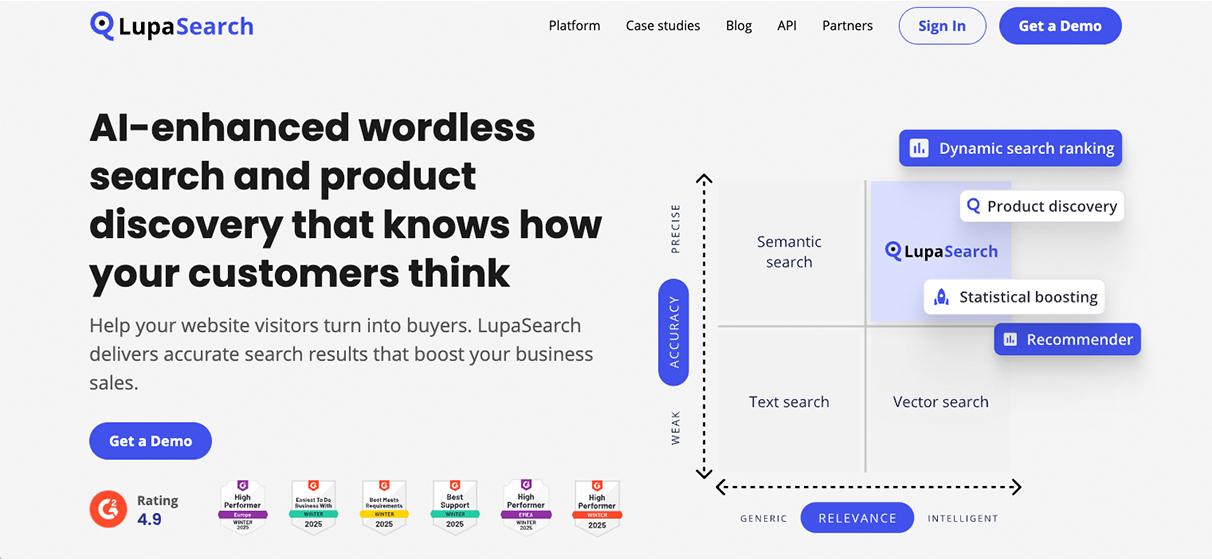 LupaSearch
Platform Case studies Blog API Partners Sign In Get a Demo
AI-enhanced wordless
search and product
discovery that knows how
your customers think
Help your website visitors turn into buyers. LupaSearch
delivers accurate search results that boost your business
sales.
Get a Demo
G2
Rating
4.9
High
Performer
Europe
WINTER
2025
Easiest To Do
Business With
WINTER
2025
Best Meets
Requirements
WINTER
2025
Best
Support
WINTER
2025
High
Performer
EMEA
WINTER
2025
High
Performer
WINTER
2025
Dynamic search ranking
Product discovery
LupaSearch
Statistical boosting
Recommender
Semantic
search
Text search
Vector search
PRECISE
ACCURACY
WEAK
GENERIC
RELEVANCE
INTELLIGENT